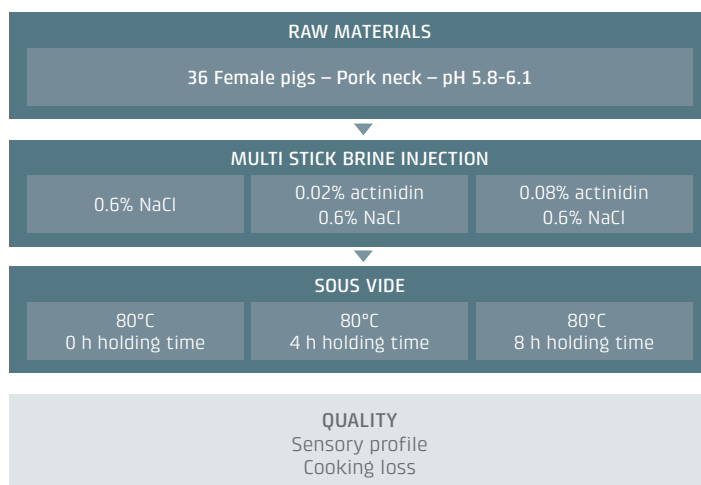 RAW MATERIALS
36 Female pigs – Pork neck – pH 5.8-6.1
MULTI STICK BRINE INJECTION
0.6% NaCl
0.02% actinidin
0.6% NaCl
0.08% actinidin
0.6% NaCl
SOUS VIDE
80°C
0 h holding time
80°C
4 h holding time
80°C
8 h holding time
QUALITY
Sensory profile
Cooking loss